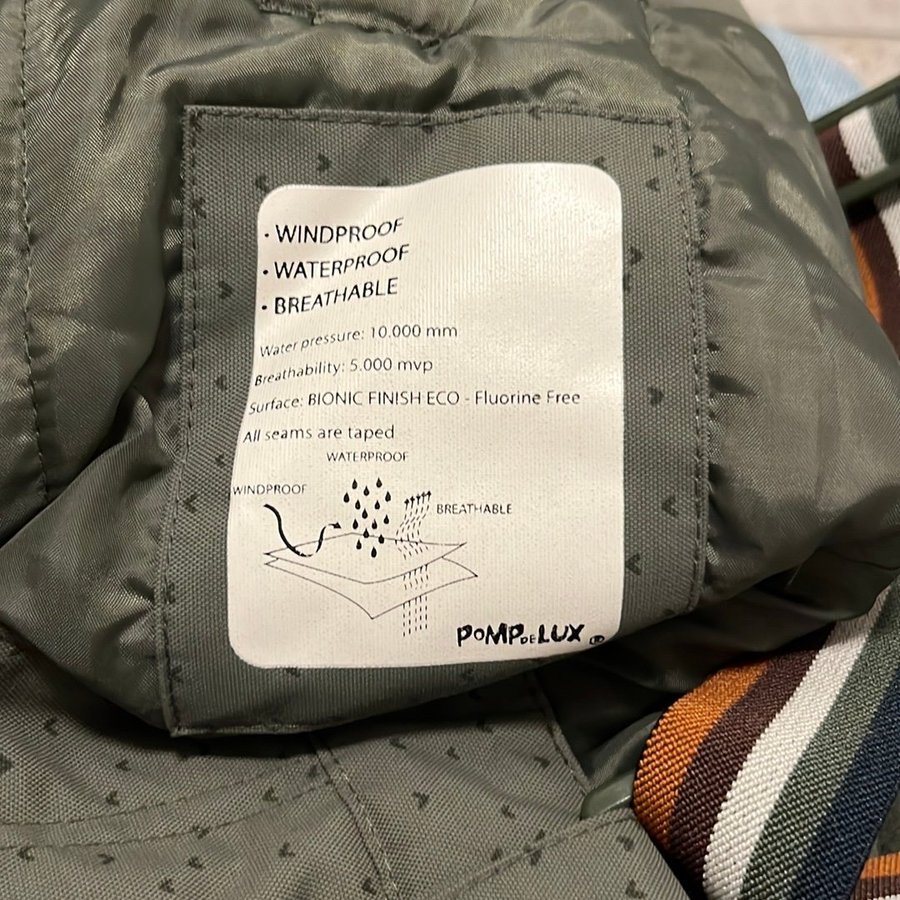 · WINDPROOF
· WATERPROOF
· BREATHABLE
Water pressure: 10.000 mm
Breathability: 5.000 mvp
Surface: BIONIC FINISH ECO - Fluorine Free
All seams are taped
WATERPROOF
WINDPROOF
BREATHABLE
POMPDELUX ®